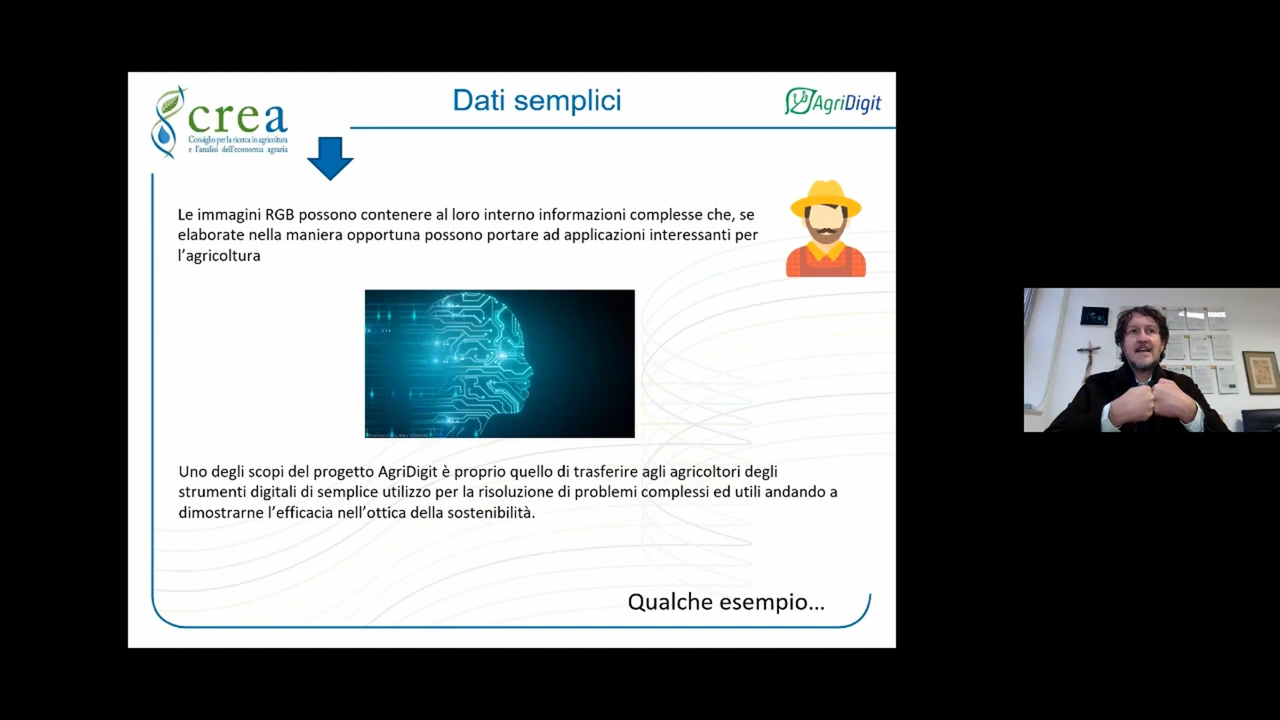 Dati semplici
crea
Consiglio per la ricerca in agricoltura
e l'analisi dell'economia agraria
AgriDigit
Le immagini RGB possono contenere al loro interno informazioni complesse che, se
elaborate nella maniera opportuna possono portare ad applicazioni interessanti per
l'agricoltura
Uno degli scopi del progetto AgriDigit è proprio quello di trasferire agli agricoltori degli
strumenti digitali di semplice utilizzo per la risoluzione di problemi complessi ed utili andando a
dimostrarne l'efficacia nell'ottica della sostenibilità.
Qualche esempio...